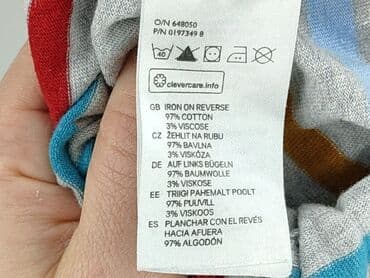 O/N 648050
P/N 0197349 8
40
clevercare.info
GB IRON ON REVERSE
97% COTTON
3% VISCOSE
CZ ŽEHLIT NA RUBU
97% BAVLNA
3% VISKÓZA
DE AUF LINKS BÜGELN
97% BAUMWOLLE
3% VISKOSE
EE TRIIGI PAHEMALT POOLT
97% PUUVILL
3% VISKOOS
ES PLANCHAR CON EL REVÉS
HACIA AFUERA
97% ALGODÓN